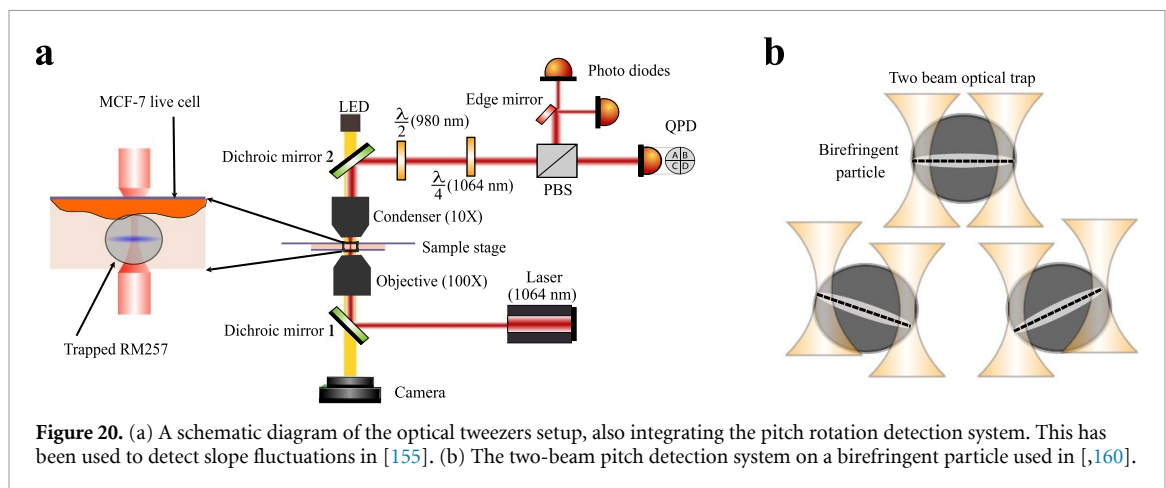 a
MCF-7 live cell
Trapped RM257
LED
Dichroic mirror 2
λ/2 (980 nm)
λ/4 (1064 nm)
Edge mirror
Photo diodes
PBS
QPD
A B
C D
Condenser (10X)
Sample stage
Objective (100X)
Laser
(1064 nm)
Dichroic mirror 1
Camera
b
Two beam optical trap
Birefringent
particle
Figure 20. (a) A schematic diagram of the optical tweezers setup, also integrating the pitch rotation detection system. This has
been used to detect slope fluctuations in [155]. (b) The two-beam pitch detection system on a birefringent particle used in [,160].